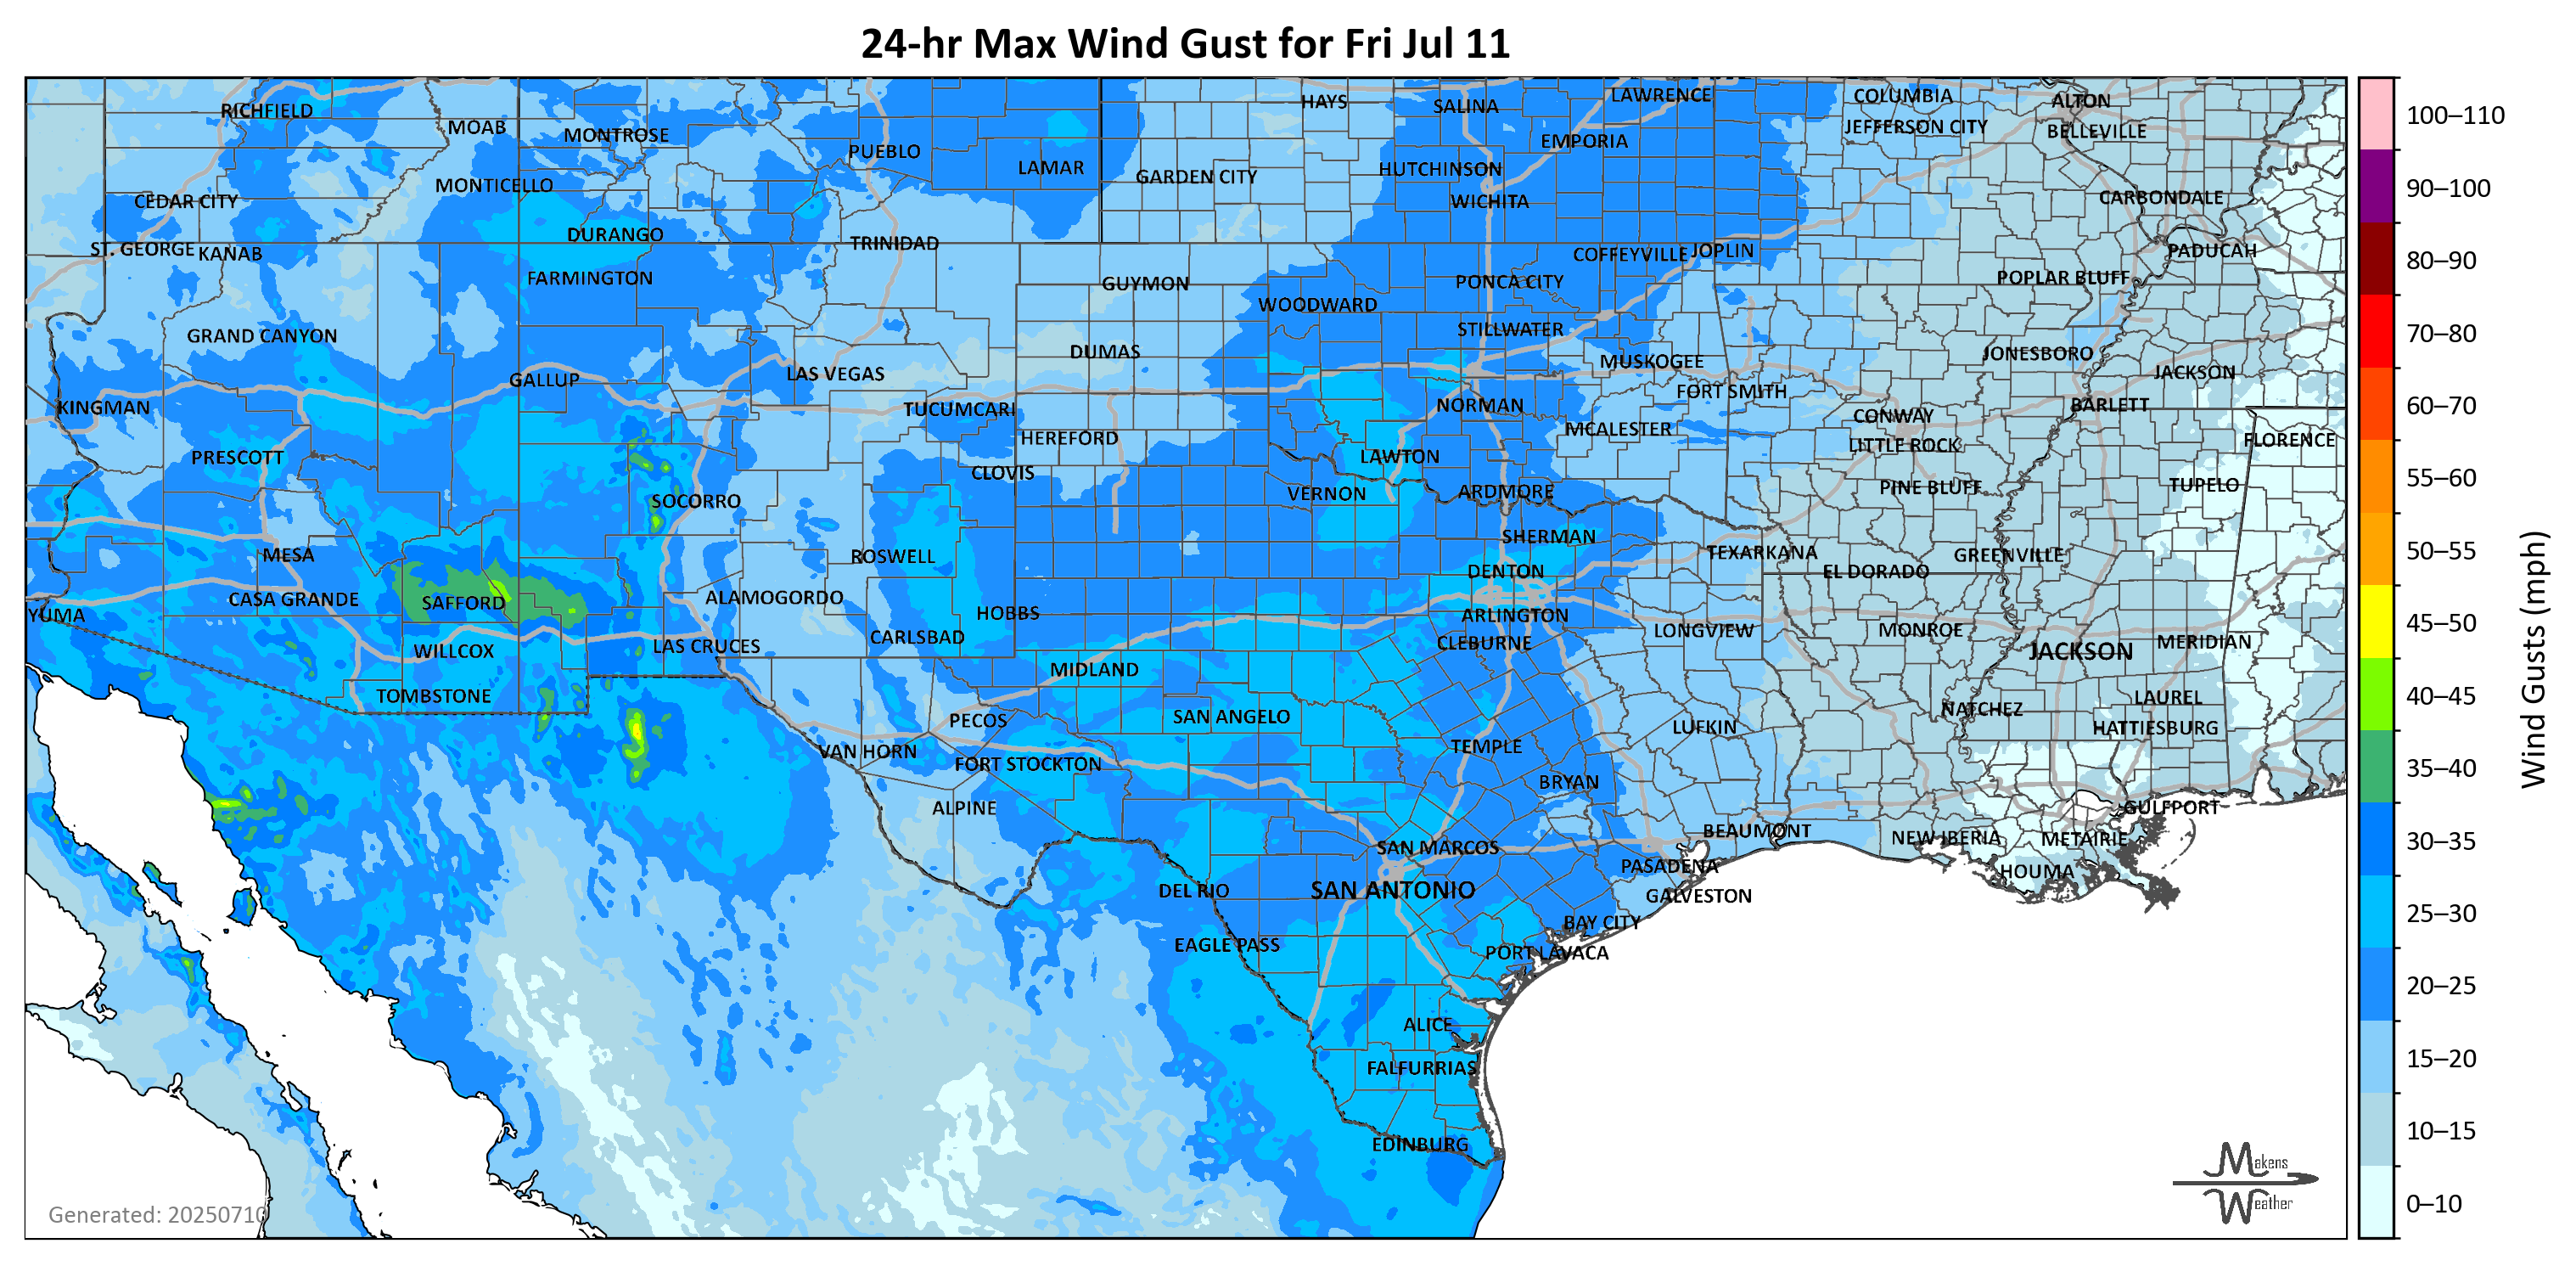 24-hr Max Wind Gust for Fri Jul 11
RICHFIELD
MOAB
MONTROSE
PUEBLO
LAMAR
HAYS
SALINA
LAWRENCE
COLUMBIA
ALTON
JEFFERSON CITY
BELLEVILLE
EMPORIA
GARDEN CITY
HUTCHINSON
MONTICELLO
CEDAR CITY
WICHITA
CARBONDALE
DURANGO
TRINIDAD
ST. GEORGE
KANAB
COFFEYVILLE
JOPLIN
PADUCAH
FARMINGTON
GUYMON
PONCA CITY
POPLAR BLUFF
WOODWARD
GRAND CANYON
STILLWATER
DUMAS
MUSKOGEE
JONESBORO
GALLUP
LAS VEGAS
JACKSON
FORT SMITH
KINGMAN
TUCUMCARI
NORMAN
CONWAY
BARLETT
HEREFORD
MCALESTER
LITTLE ROCK
FLORENCE
PRESCOTT
CLOVIS
LAWTON
SOCORRO
VERNON
ARDMORE
PINE BLUFF
TUPELO
MESA
ROSWELL
SHERMAN
TEXARKANA
GREENVILLE
DENTON
EL DORADO
CASA GRANDE
SAFFORD
ALAMOGORDO
HOBBS
YUMA
ARLINGTON
CARLSBAD
CLEBURNE
LONGVIEW
MONROE
MERIDIAN
WILLCOX
LAS CRUCES
JACKSON
MIDLAND
TOMBSTONE
LAUREL
PECOS
SAN ANGELO
NATCHEZ
LUFKIN
HATTIESBURG
VAN HORN
FORT STOCKTON
TEMPLE
BRYAN
ALPINE
GULFPORT
BEAUMONT
NEW IBERIA
METAIRIE
SAN MARCOS
PASADENA
HOUMA
DEL RIO
SAN ANTONIO
GALVESTON
BAY CITY
EAGLE PASS
PORT LAVACA
ALICE
FALFURRIAS
EDINBURG
Generated: 20250710
Makens
Weather
100–110
90–100
80–90
70–80
60–70
55–60
50–55
45–50
40–45
35–40
30–35
25–30
20–25
15–20
10–15
0–10
Wind Gusts (mph)